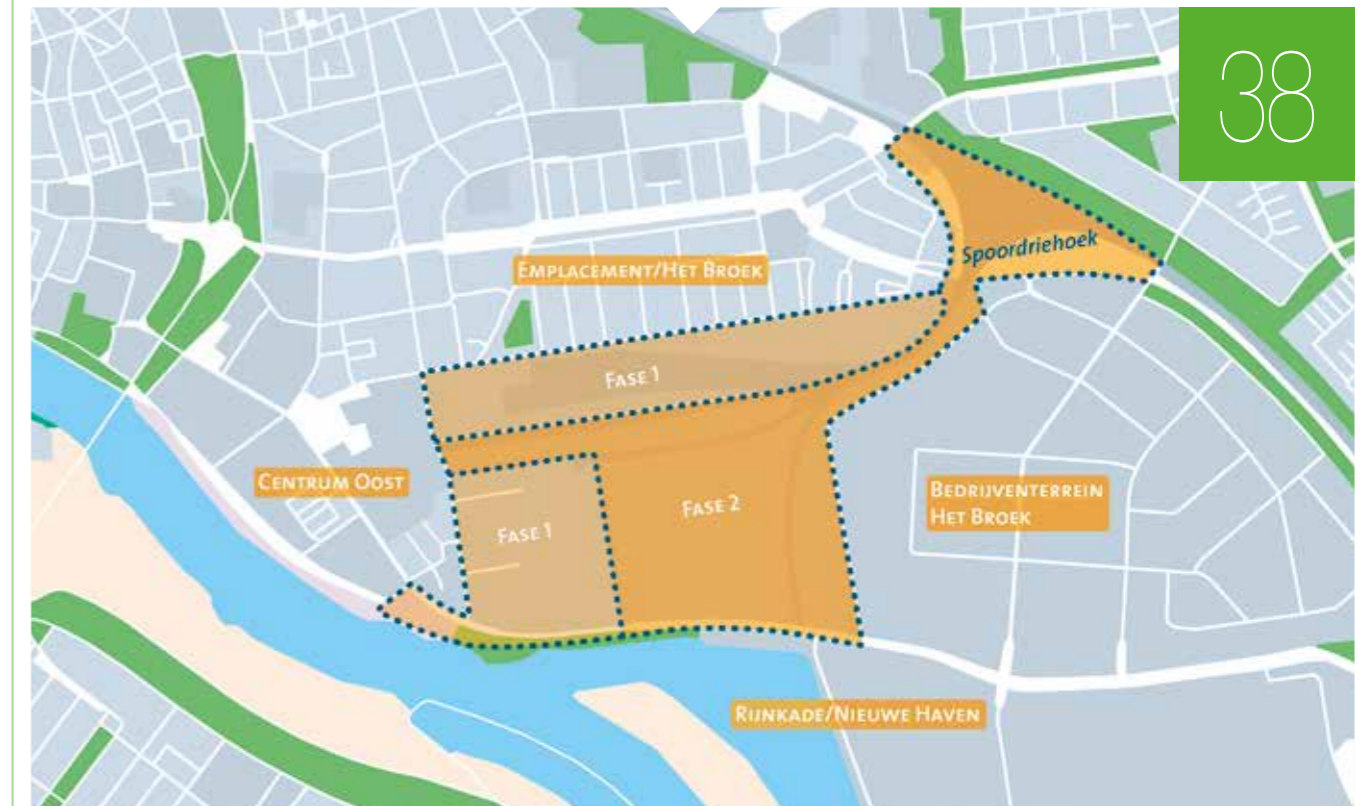 38
Spoordriehoek
EMPLACEMENT/HET BROEK
FASE 1
CENTRUM OOST
FASE 1
FASE 2
BEDRIJVENTERREIN
HET BROEK
RIJNKADE/NIEUWE HAVEN